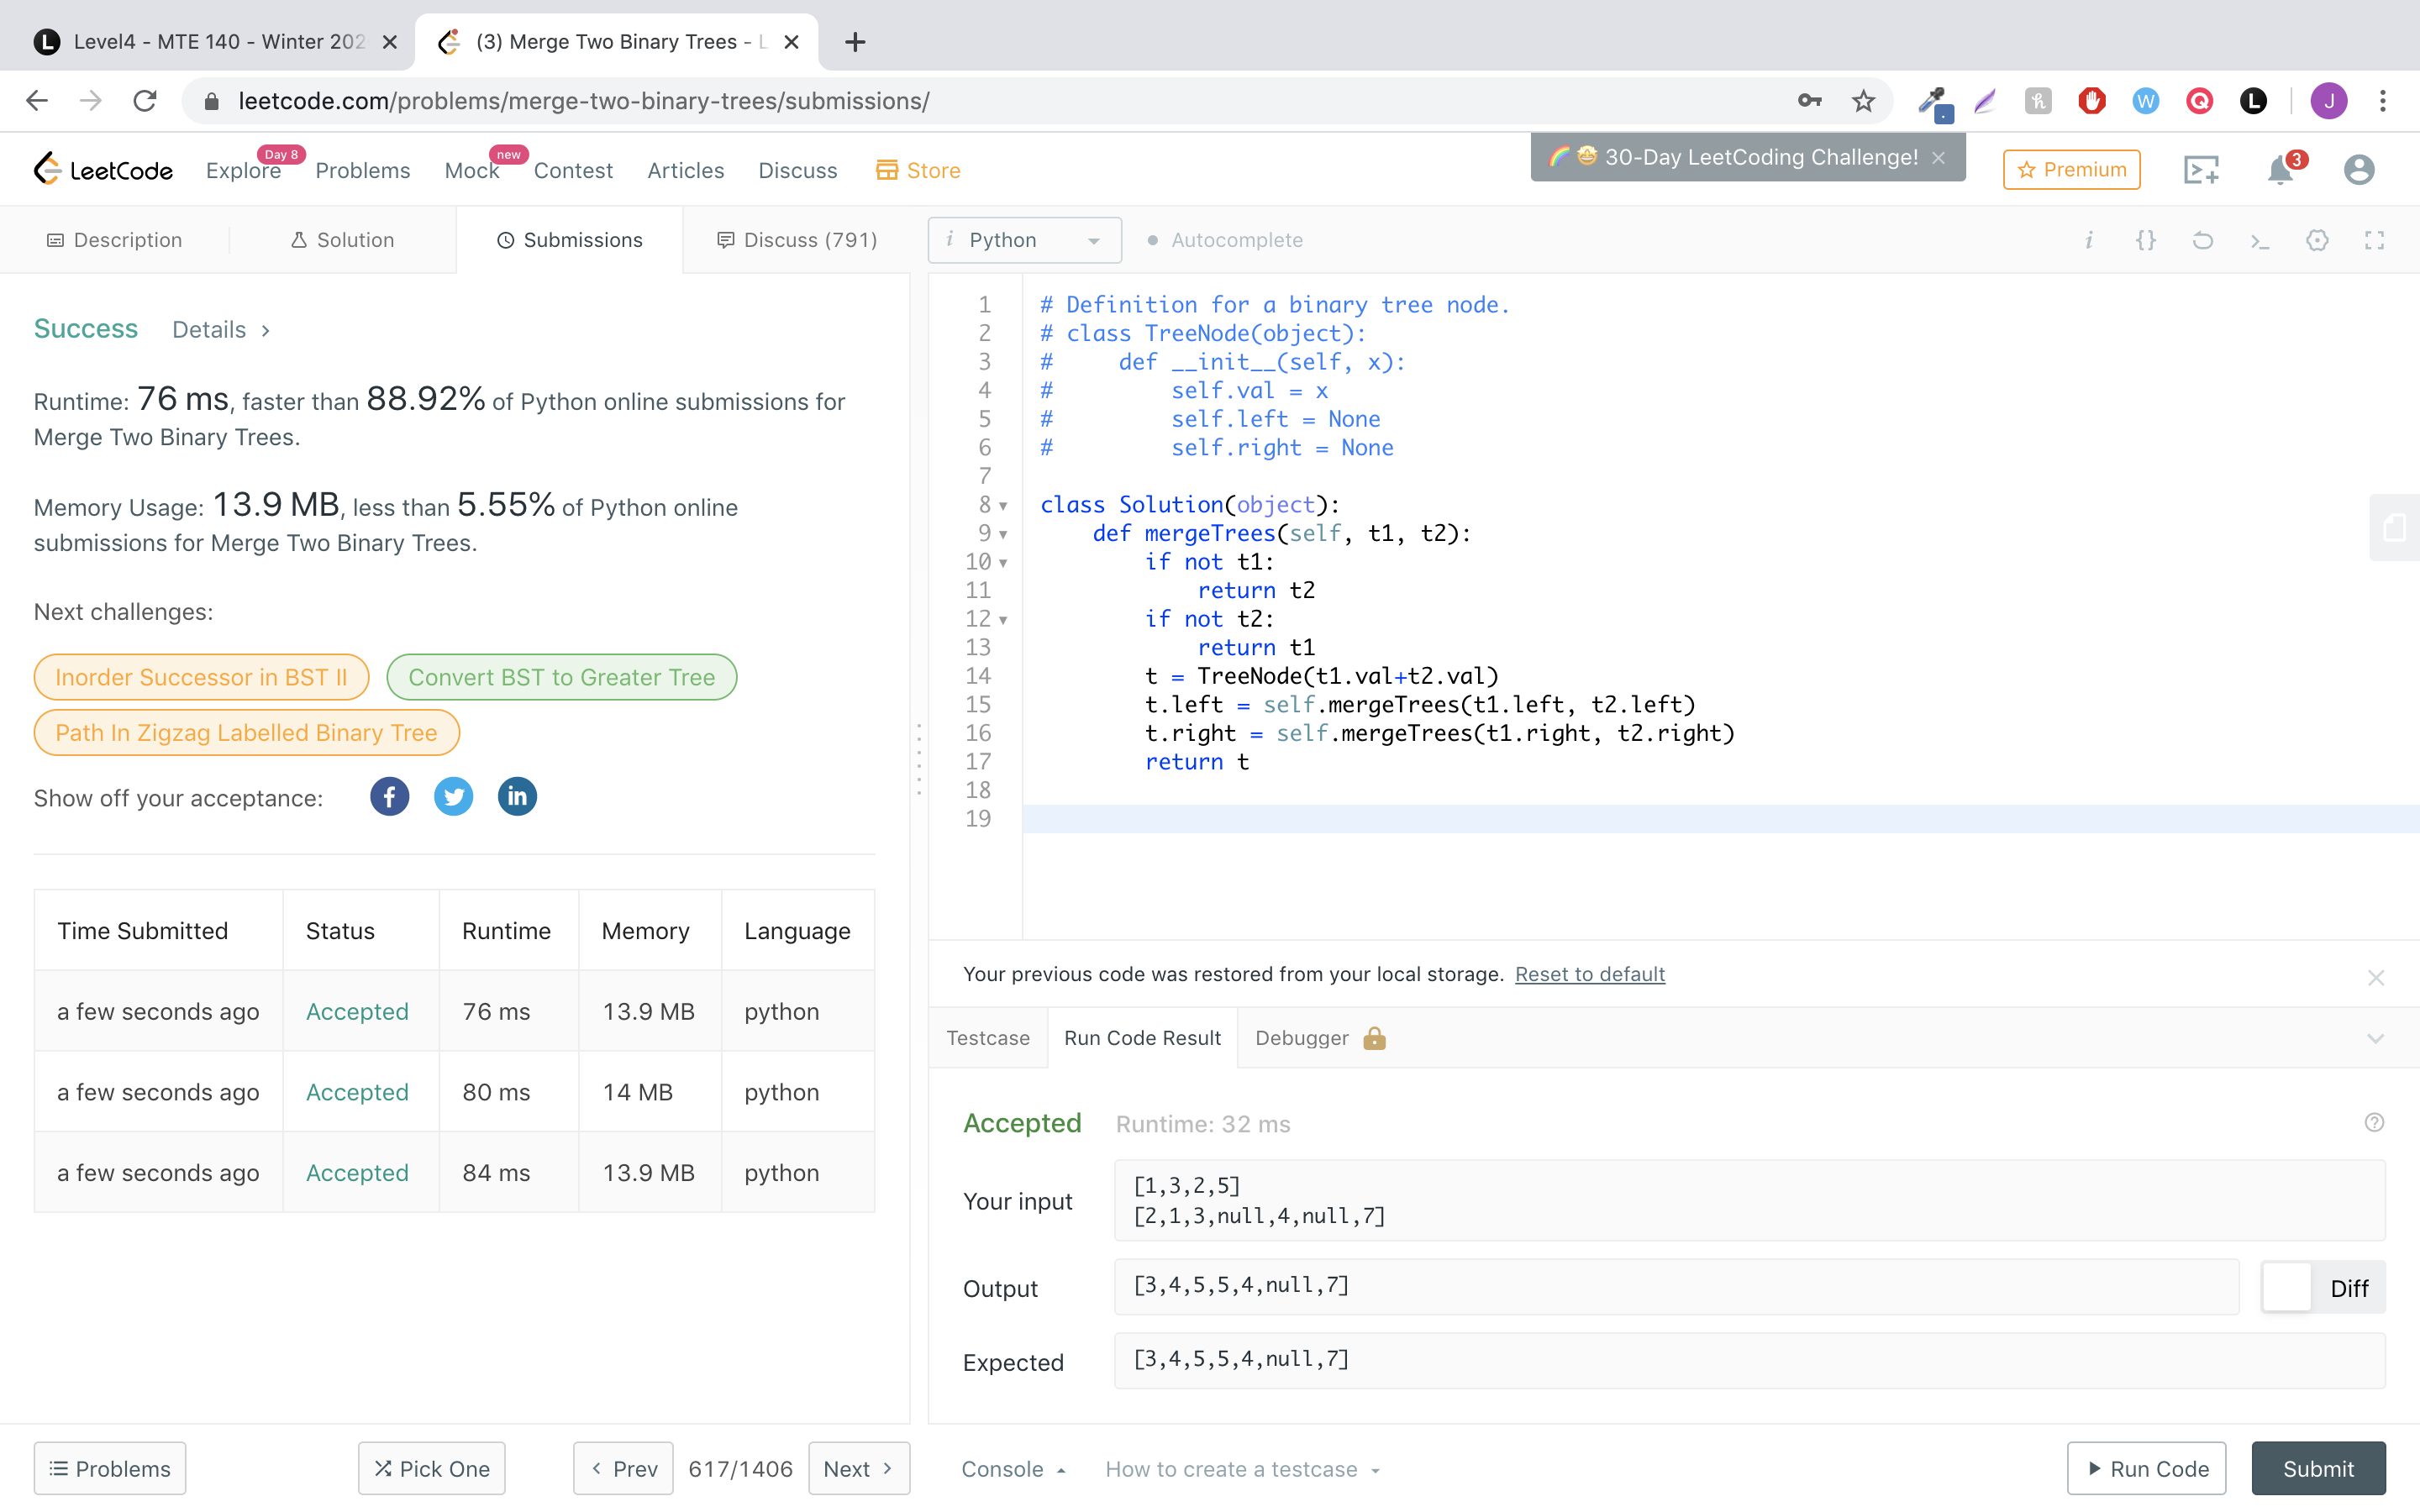 Level4 - MTE 140 - Winter 202
(3) Merge Two Binary Trees - L
leetcode.com/problems/merge-two-binary-trees/submissions/
LeetCode
Explore
Day 8
Problems
Mock
new
Contest
Articles
Discuss
Store
30-Day LeetCoding Challenge!
Premium
3
J
Description
Solution
Submissions
Discuss (791)
i Python
Autocomplete
Success Details >
Runtime: 76 ms, faster than 88.92% of Python online submissions for
Merge Two Binary Trees.
Memory Usage: 13.9 MB, less than 5.55% of Python online
submissions for Merge Two Binary Trees.
Next challenges:
Inorder Successor in BST II
Convert BST to Greater Tree
Path In Zigzag Labelled Binary Tree
Show off your acceptance:
Time Submitted Status Runtime Memory Language
a few seconds ago Accepted 76 ms 13.9 MB python
a few seconds ago Accepted 80 ms 14 MB python
a few seconds ago Accepted 84 ms 13.9 MB python
1 # Definition for a binary tree node.
2 # class TreeNode(object):
3 #     def __init__(self, x):
4 #         self.val = x
5 #         self.left = None
6 #         self.right = None
7
8 class Solution(object):
9     def mergeTrees(self, t1, t2):
10         if not t1:
11             return t2
12         if not t2:
13             return t1
14         t = TreeNode(t1.val+t2.val)
15         t.left = self.mergeTrees(t1.left, t2.left)
16         t.right = self.mergeTrees(t1.right, t2.right)
17         return t
18
19
Your previous code was restored from your local storage. Reset to default
Testcase
Run Code Result
Debugger
Accepted Runtime: 32 ms
Your input
[1,3,2,5]
[2,1,3,null,4,null,7]
Output
[3,4,5,5,4,null,7]
Diff
Expected
[3,4,5,5,4,null,7]
Problems
Pick One
< Prev
617/1406
Next >
Console
How to create a testcase
Run Code
Submit